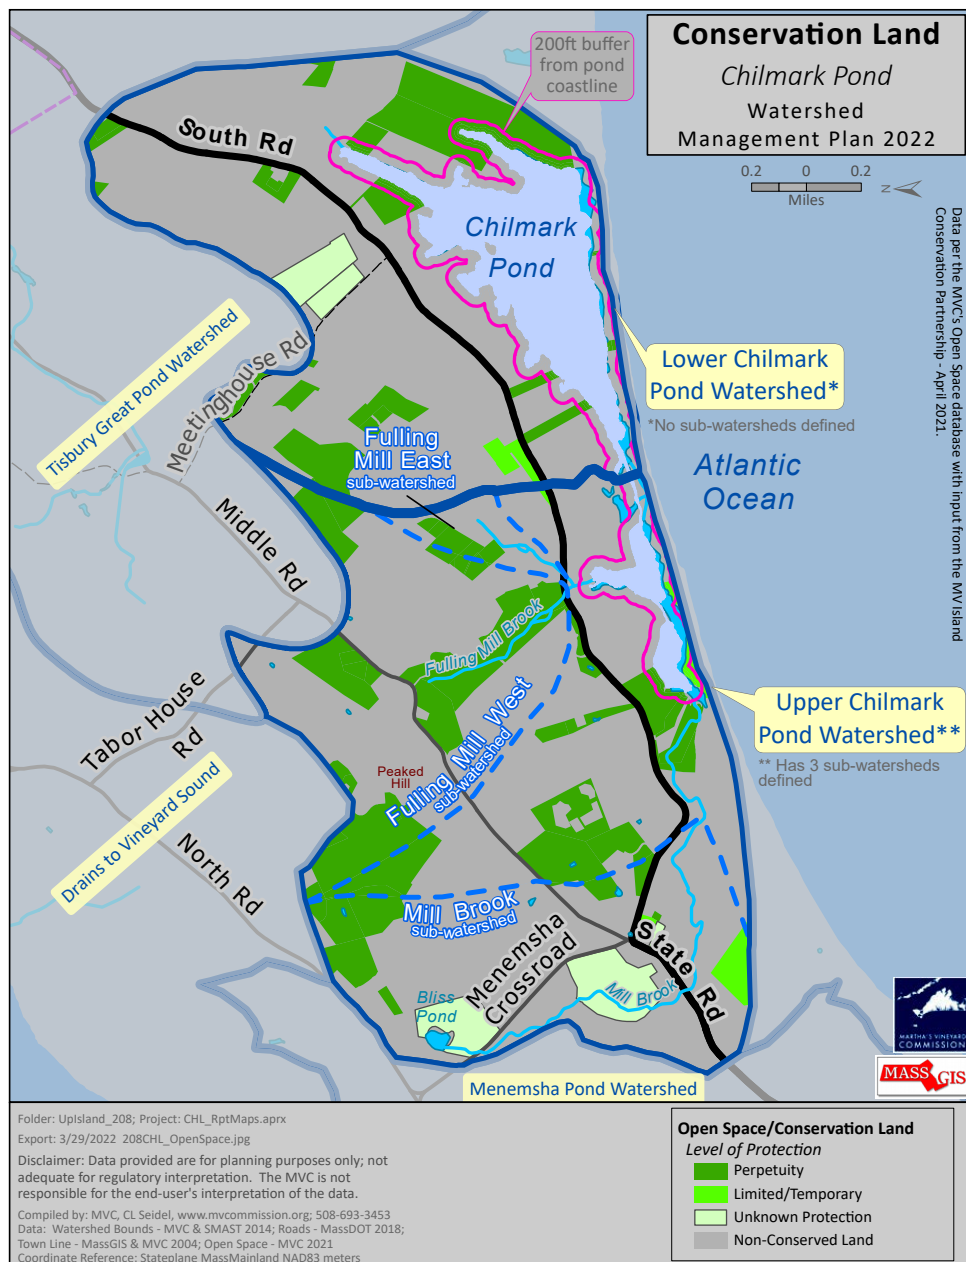 Conservation Land
Chilmark Pond
Watershed
Management Plan 2022
0.2 0 0.2
Miles
N
200ft buffer
from pond
coastline
South Rd
Chilmark
Pond
Data per the MVC's Open Space database with input from the MV Island
Conservation Partnership - April 2021.
Tisbury Great Pond Watershed
Meetinghouse Rd
Lower Chilmark
Pond Watershed*
*No sub-watersheds defined
Fulling
Mill East
sub-watershed
Atlantic
Ocean
Middle Rd
Fulling Mill Brook
Tabor House
Rd
Fulling Mill West
sub-watershed
Upper Chilmark
Pond Watershed**
** Has 3 sub-watersheds
defined
Peaked
Hill
Drains to Vineyard Sound
North Rd
Mill Brook
sub-watershed
Menemsha
Crossroad
State Rd
Mill Brook
Bliss
Pond
MARTHA'S VINEYARD
COMMISSION
MASS GIS
Menemsha Pond Watershed
Folder: UpIsland_208; Project: CHL_RptMaps.aprx
Export: 3/29/2022 208CHL_OpenSpace.jpg
Disclaimer: Data provided are for planning purposes only; not
adequate for regulatory interpretation. The MVC is not
responsible for the end-user's interpretation of the data.
Compiled by: MVC, CL Seidel, www.mvcommission.org; 508-693-3453
Data: Watershed Bounds - MVC & SMAST 2014; Roads - MassDOT 2018;
Town Line - MassGIS & MVC 2004; Open Space - MVC 2021
Coordinate Reference: Stateplane MassMainland NAD83 meters
Open Space/Conservation Land
Level of Protection
Perpetuity
Limited/Temporary
Unknown Protection
Non-Conserved Land